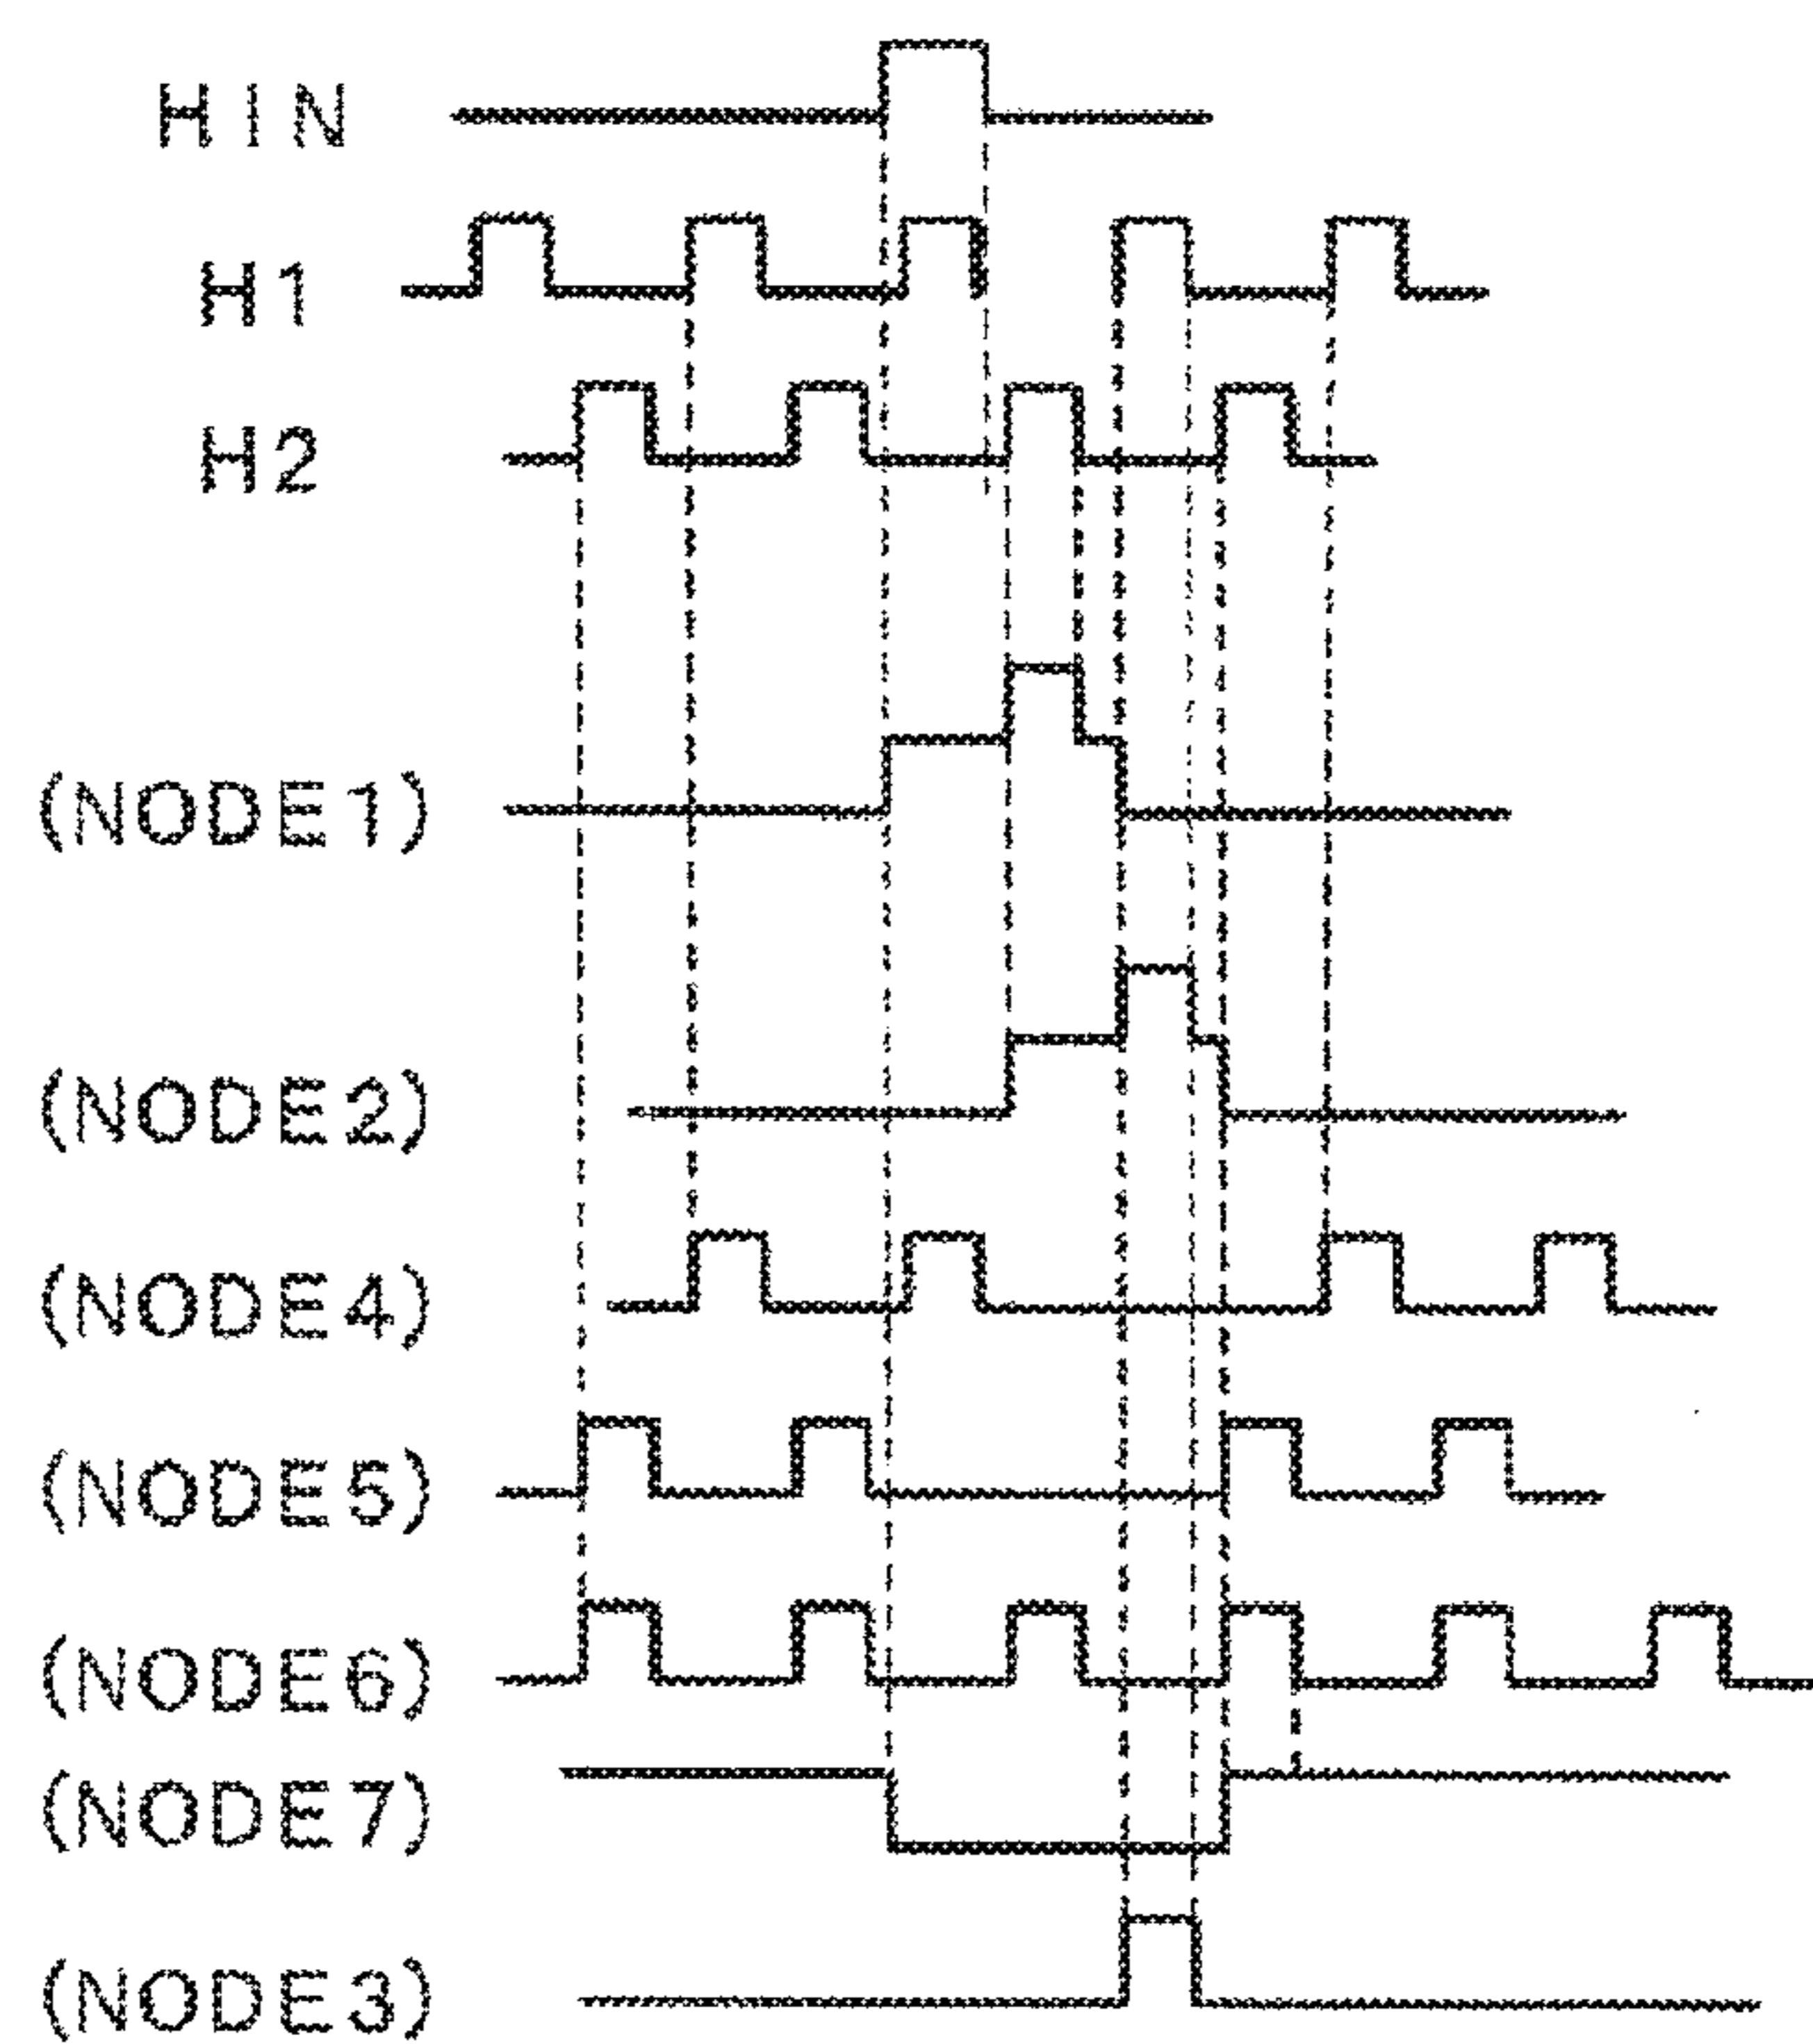 HIN
H1
H2
(NODE1)
(NODE2)
(NODE4)
(NODE5)
(NODE6)
(NODE7)
(NODE3)